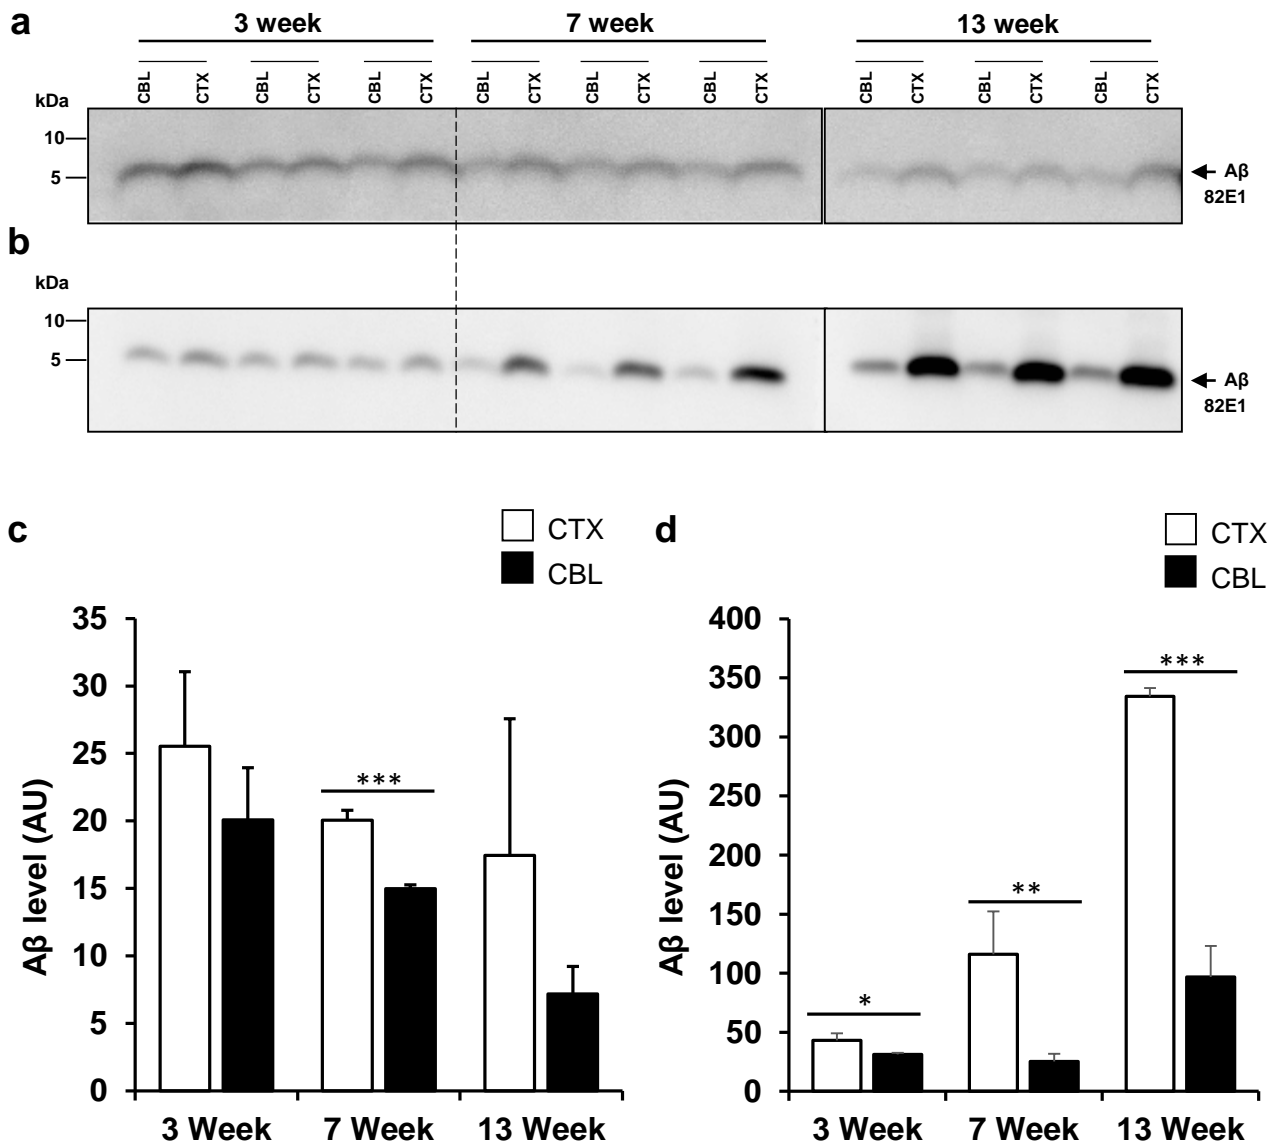 a
3 week 7 week 13 week
CBL CTX CBL CTX CBL CTX CBL CTX CBL CTX CBL CTX CBL CTX CBL CTX CBL CTX
kDa
10
5
Aβ
82E1
b
kDa
10
5
Aβ
82E1
c
CTX
CBL
35
30
25
20
15
10
5
0
Aβ level (AU)
***
3 Week 7 Week 13 Week
d
CTX
CBL
400
350
300
250
200
150
100
50
0
Aβ level (AU)
***
**
*
3 Week 7 Week 13 Week